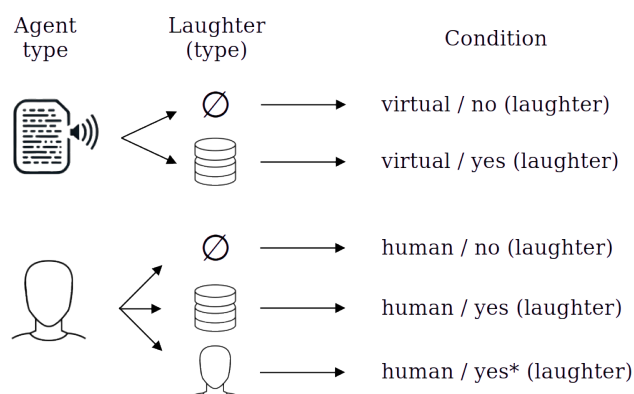 Agent
type
Laughter
(type)
Condition
virtual / no (laughter)
virtual / yes (laughter)
human / no (laughter)
human / yes (laughter)
human / yes* (laughter)